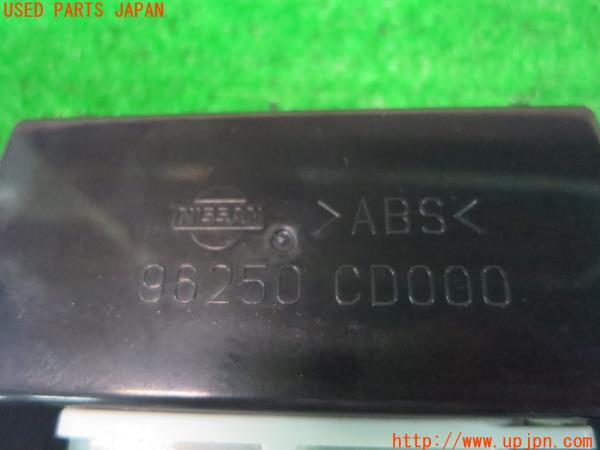 USED PARTS JAPAN
NISSAN >ABS<
96250 CD000
http://www.upjpn.com/